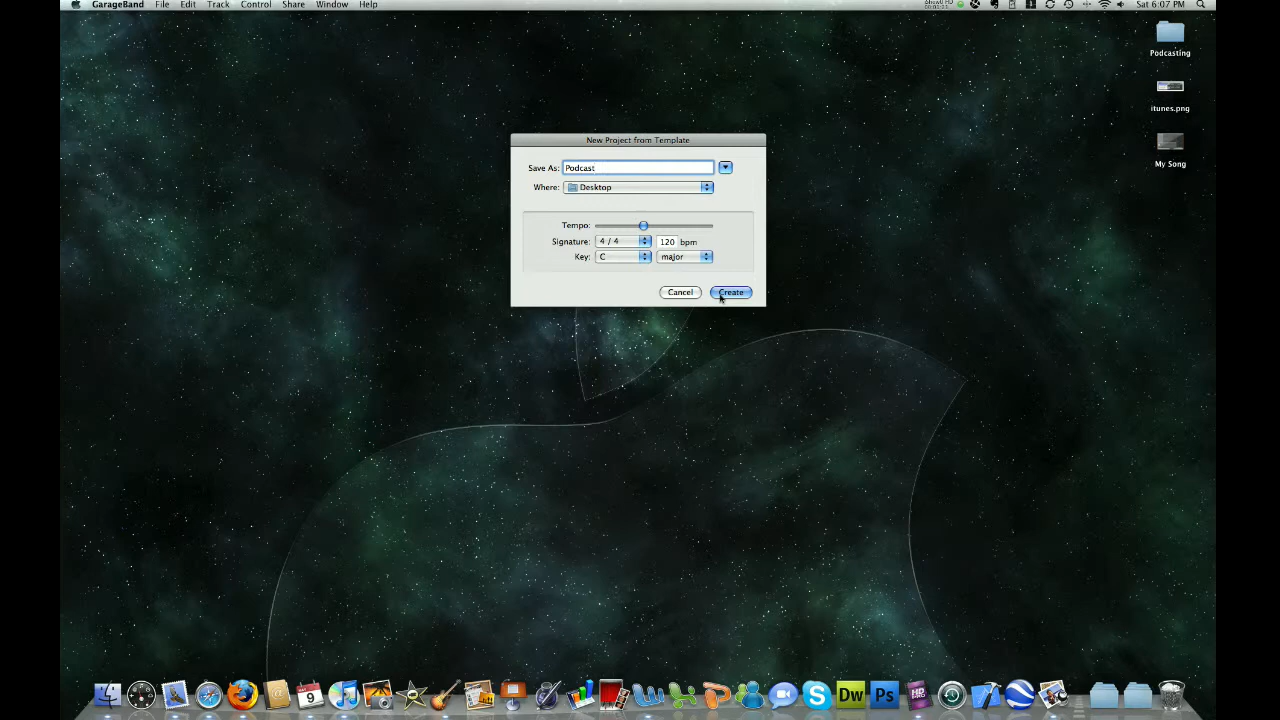 GarageBand File Edit Track Control Share Window Help Sat 6:07 PM
Podcasting
itunes.png
My Song
New Project from Template
Save As: Podcast
Where: Desktop
Tempo:
Signature: 4 / 4 120 bpm
Key: C major
Cancel Create
MAY
9
Dw Ps